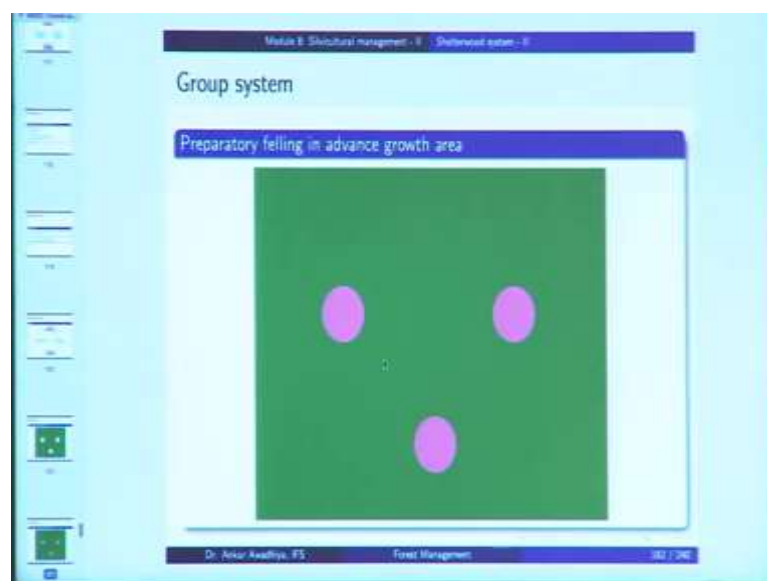 Module 8: Silvicultural management - II Shelterwood system - II
Group system
Preparatory felling in advance growth area
Dr. Ankur Awadhiya, IFS Forest Management